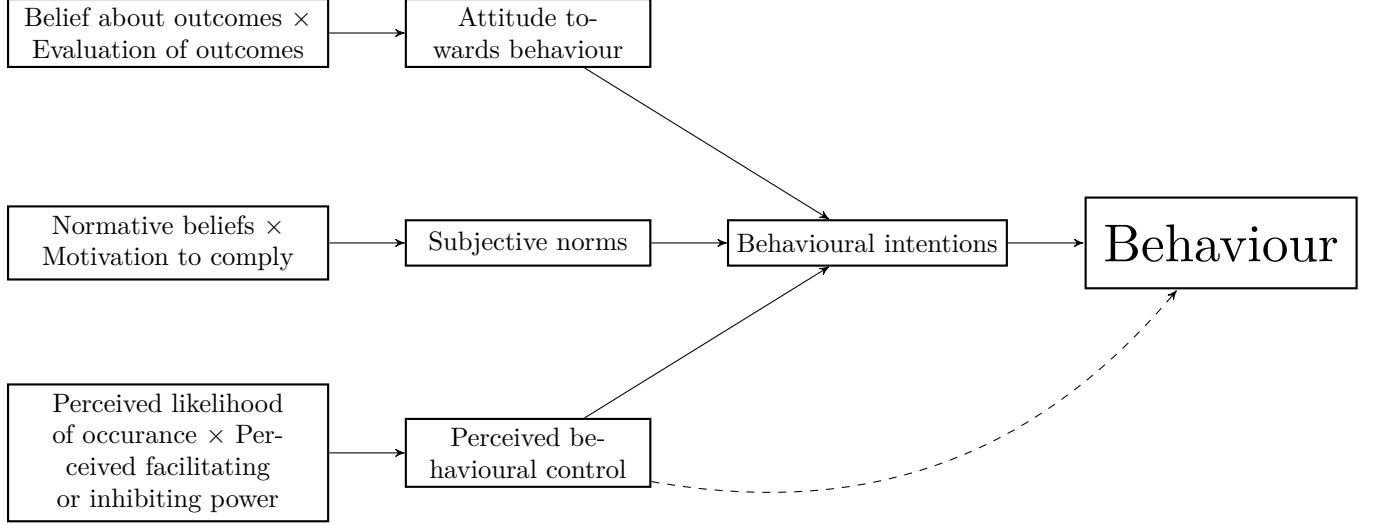 Belief about outcomes ×
Evaluation of outcomes
Attitude to-
wards behaviour
Normative beliefs ×
Motivation to comply
Subjective norms
Behavioural intentions
Behaviour
Perceived likelihood
of occurance × Per-
ceived facilitating
or inhibiting power
Perceived be-
havioural control